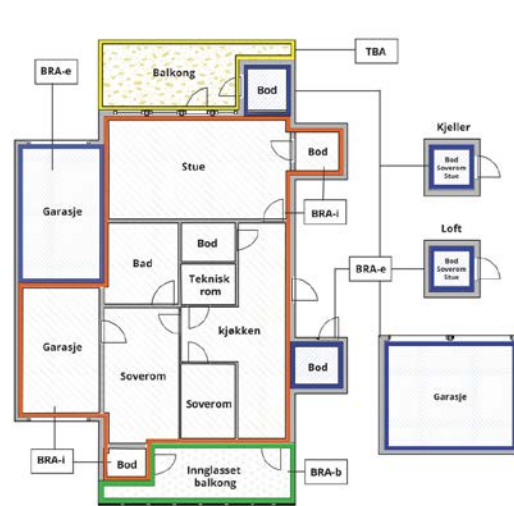 TBA
BRA-e
Balkong
Bod
Kjeller
Stue
Bod
Bod
Soverom
Stue
Garasje
BRA-i
Loft
Bod
Bad
Teknisk
rom
BRA-e
Bod
Soverom
Stue
kjøkken
Garasje
Soverom
Bod
Garasje
Soverom
BRA-i
Bod
Innglasset
balkong
BRA-b